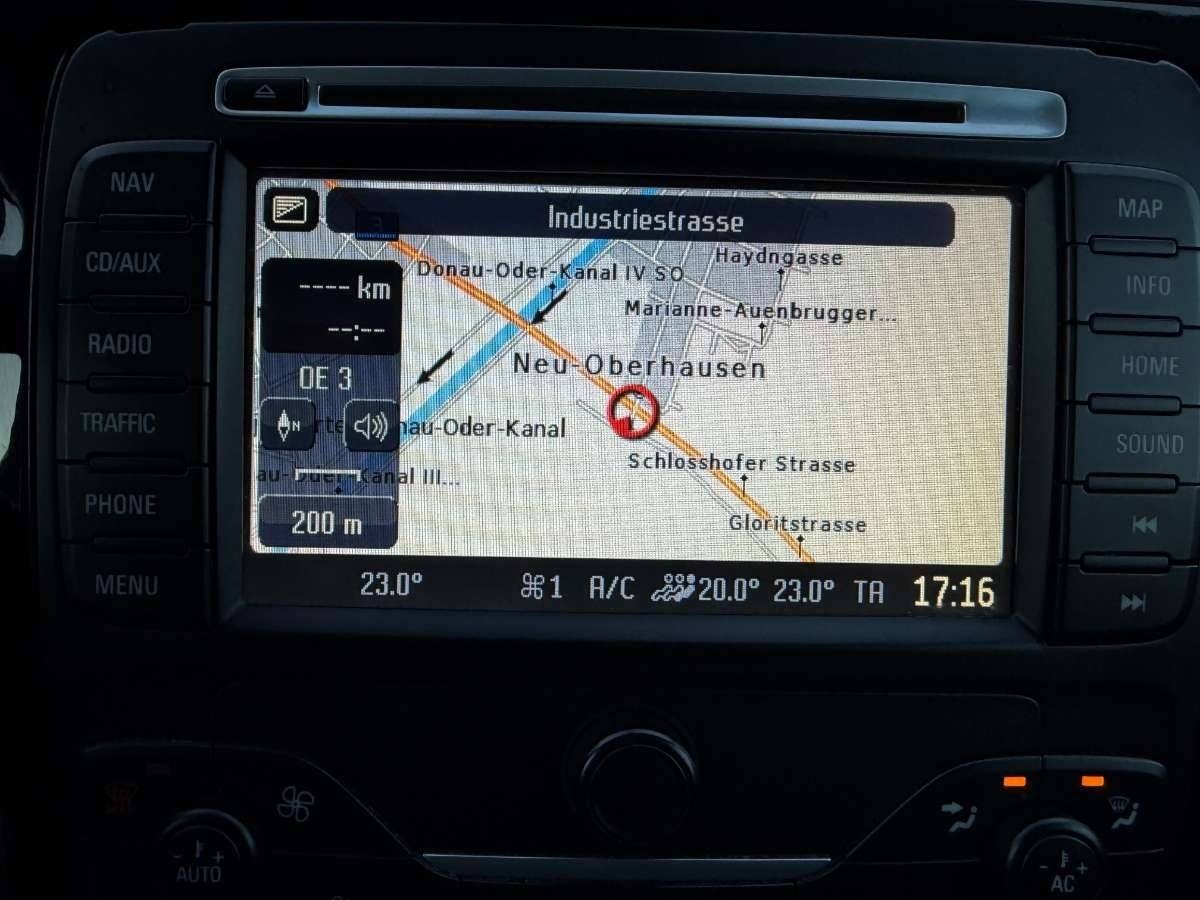 NAV
CD/AUX
RADIO
TRAFFIC
PHONE
MENU
Industriestrasse
---- km
--:--
OE 3
N
200 m
Donau-Oder-Kanal IV SO
Haydngasse
Marianne-Auenbrugger...
Neu-Oberhausen
nau-Oder-Kanal
au-Oder-Kanal III...
Schlosshofer Strasse
Gloritstrasse
23.0° 1 A/C 20.0° 23.0° TA 17:16
MAP
INFO
HOME
SOUND
- +
AUTO
- +
AC